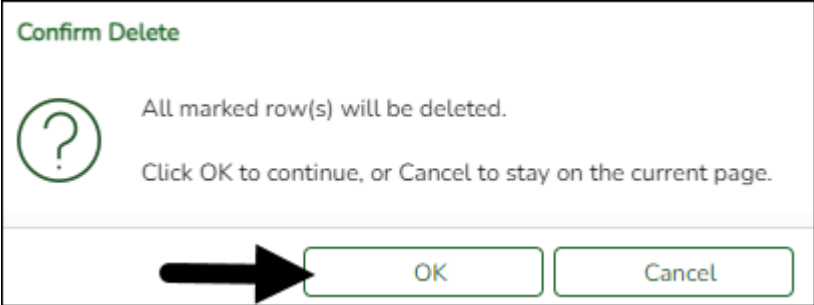 Confirm Delete
All marked row(s) will be deleted.
Click OK to continue, or Cancel to stay on the current page.
OK Cancel